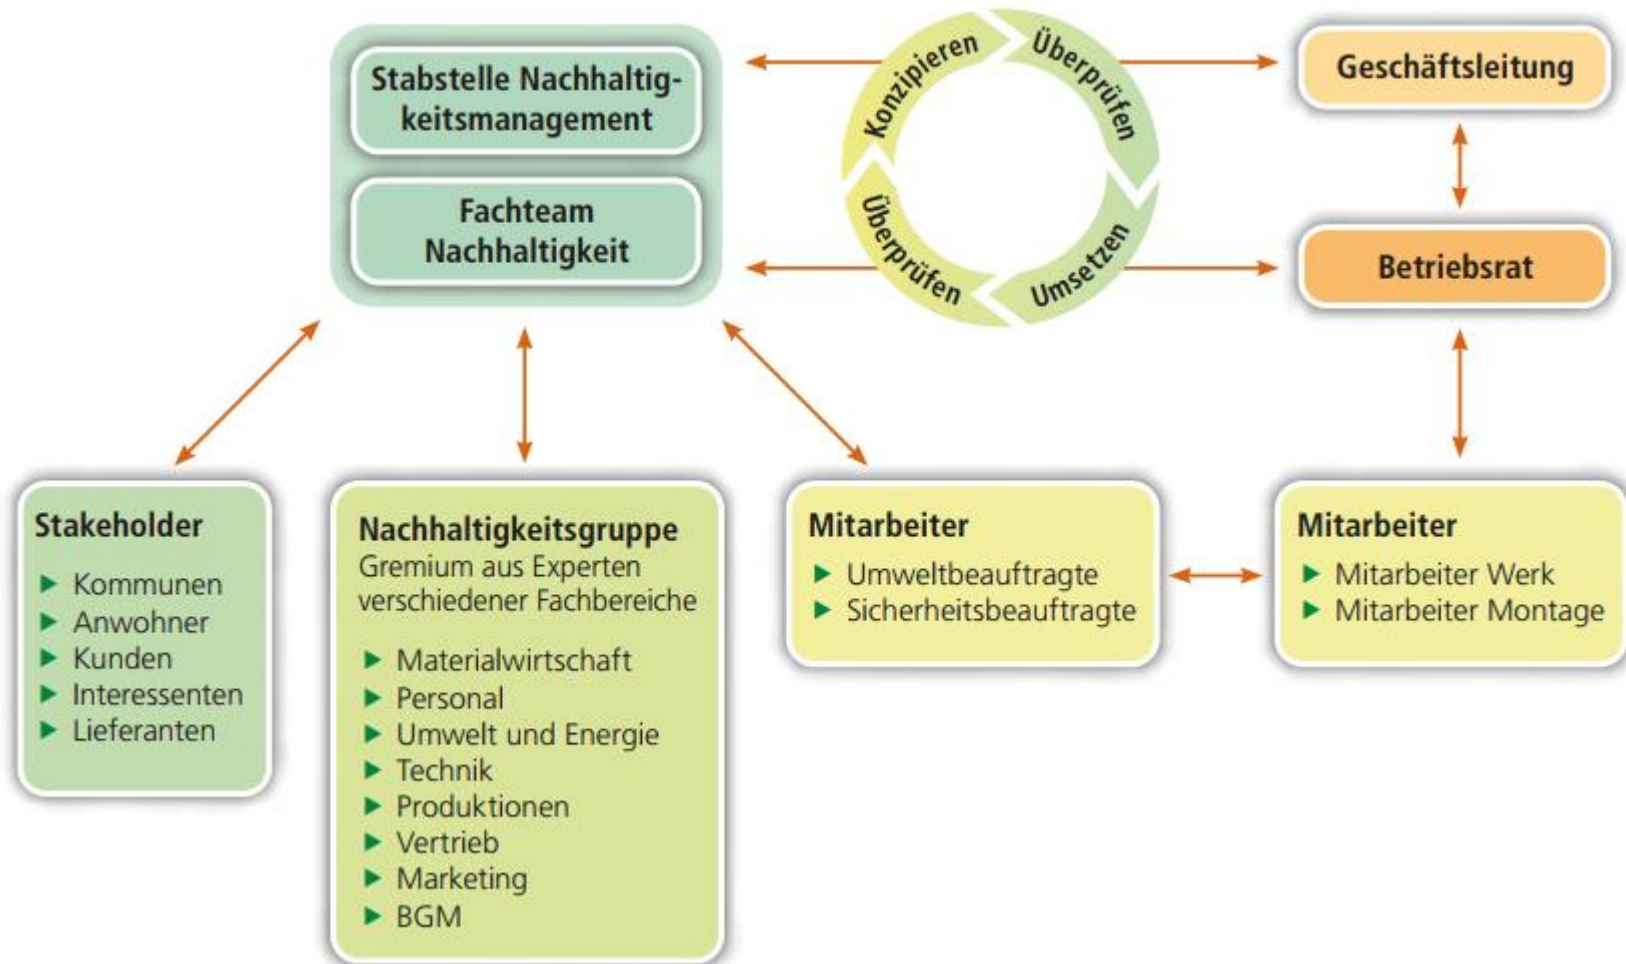 Stabstelle Nachhaltig-
keitsmanagement
Fachteam
Nachhaltigkeit
Konzipieren
Überprüfen
Umsetzen
Überprüfen
Geschäftsleitung
Betriebsrat
Stakeholder
Kommunen
Anwohner
Kunden
Interessenten
Lieferanten
Nachhaltigkeitsgruppe
Gremium aus Experten
verschiedener Fachbereiche
Materialwirtschaft
Personal
Umwelt und Energie
Technik
Produktionen
Vertrieb
Marketing
BGM
Mitarbeiter
Umweltbeauftragte
Sicherheitsbeauftragte
Mitarbeiter
Mitarbeiter Werk
Mitarbeiter Montage